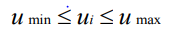 u min ≤ ui ≤ u max